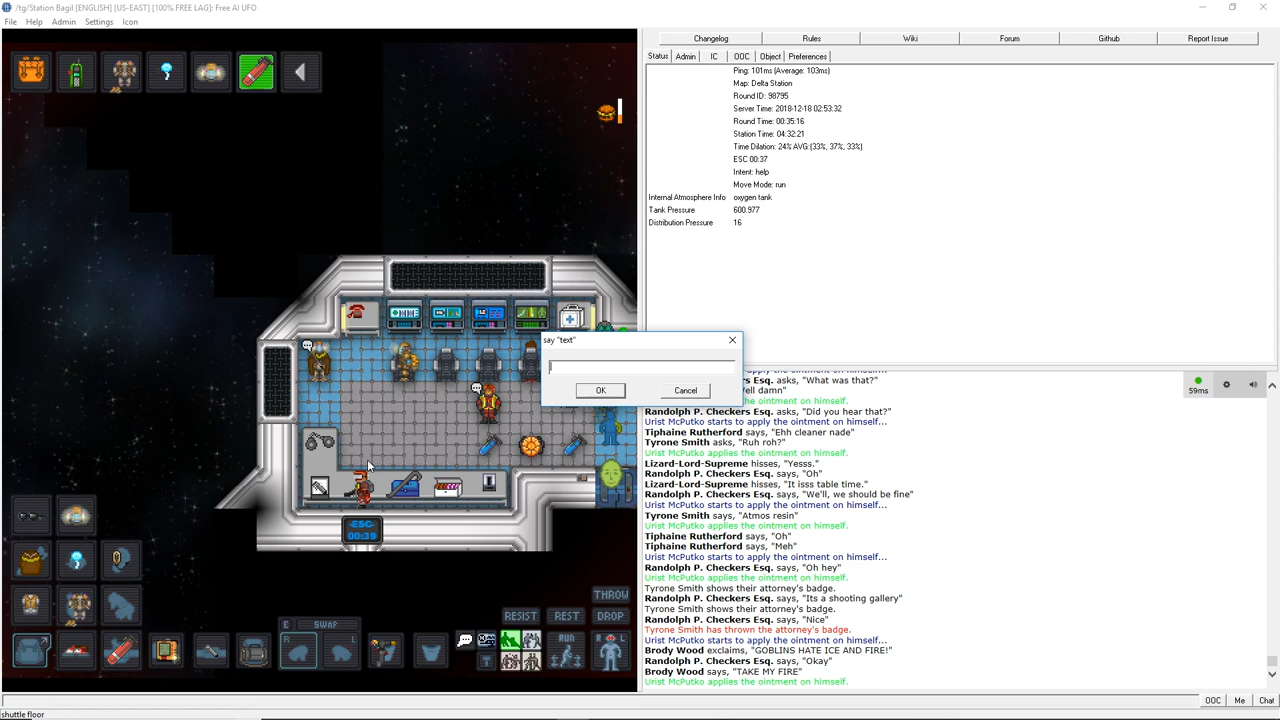 /tg/Station Bagil [ENGLISH] [US-EAST] [100% FREE LAG]: Free AI UFO
File Help Admin Settings Icon
Changelog Rules Wiki Forum Github Report Issue
Status Admin IC OOC Object Preferences
Ping: 101ms (Average: 103ms)
Map: Delta Station
Round ID: 98795
Server Time: 2018-12-18 02:53:32
Round Time: 00:35:16
Station Time: 04:32:21
Time Dilation: 24% AVG:(33%, 37%, 33%)
ESC 00:37
Intent: help
Move Mode: run
Internal Atmosphere Info oxygen tank
Tank Pressure 600.977
Distribution Pressure 16
say "text"
OK Cancel
59ms
s Esq. asks, "What was that?"
ell damn"
e ointment on himself.
Randolph P. Checkers Esq. asks, "Did you hear that?"
Urist McPutko starts to apply the ointment on himself...
Tiphaine Rutherford says, "Ehh cleaner nade"
Tyrone Smith asks, "Ruh roh?"
Urist McPutko applies the ointment on himself.
Lizard-Lord-Supreme hisses, "Yesss."
Randolph P. Checkers Esq. says, "Oh"
Lizard-Lord-Supreme hisses, "It isss table time."
Randolph P. Checkers Esq. says, "We'll, we should be fine"
Urist McPutko starts to apply the ointment on himself...
Tyrone Smith says, "Atmos resin"
Urist McPutko applies the ointment on himself.
Tiphaine Rutherford says, "Oh"
Tiphaine Rutherford says, "Meh"
Urist McPutko starts to apply the ointment on himself...
Randolph P. Checkers Esq. says, "Oh hey"
Urist McPutko applies the ointment on himself.
Tyrone Smith shows their attorney's badge.
Randolph P. Checkers Esq. says, "Its a shooting gallery"
Tyrone Smith shows their attorney's badge.
Randolph P. Checkers Esq. says, "Nice"
Tyrone Smith has thrown the attorney's badge.
Urist McPutko starts to apply the ointment on himself...
Brody Wood exclaims, "GOBLINS HATE ICE AND FIRE!"
Randolph P. Checkers Esq. says, "Okay"
Brody Wood says, "TAKE MY FIRE"
Urist McPutko applies the ointment on himself.
-ESC-
00:39
THROW
RESIST REST DROP
E SWAP
R L
RUN
R L
OOC Me Chat
shuttle floor